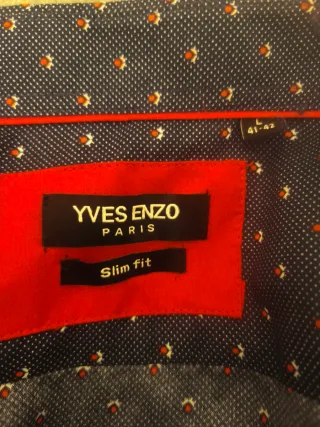 L
41-42
YVES ENZO
PARIS
Slim fit